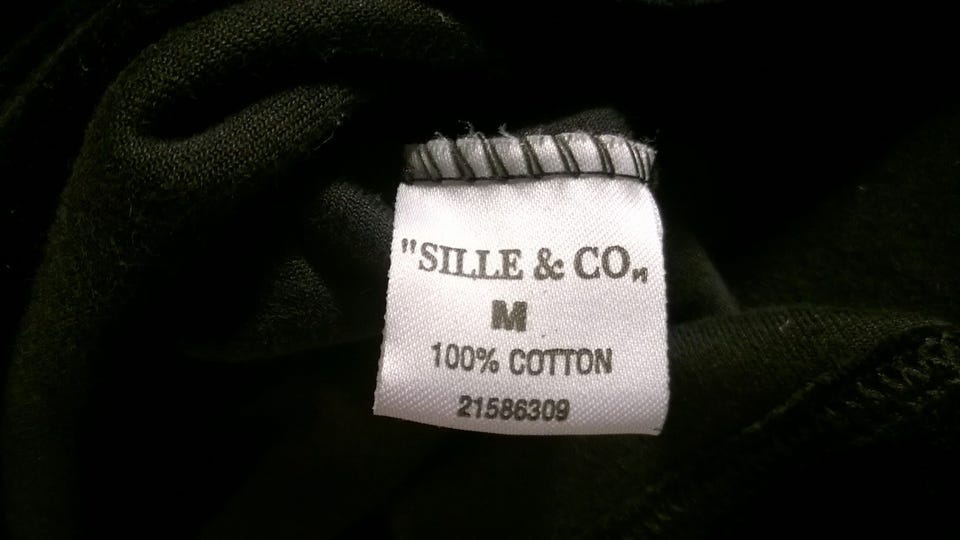 "SILLE & CO„
M
100% COTTON
21586309